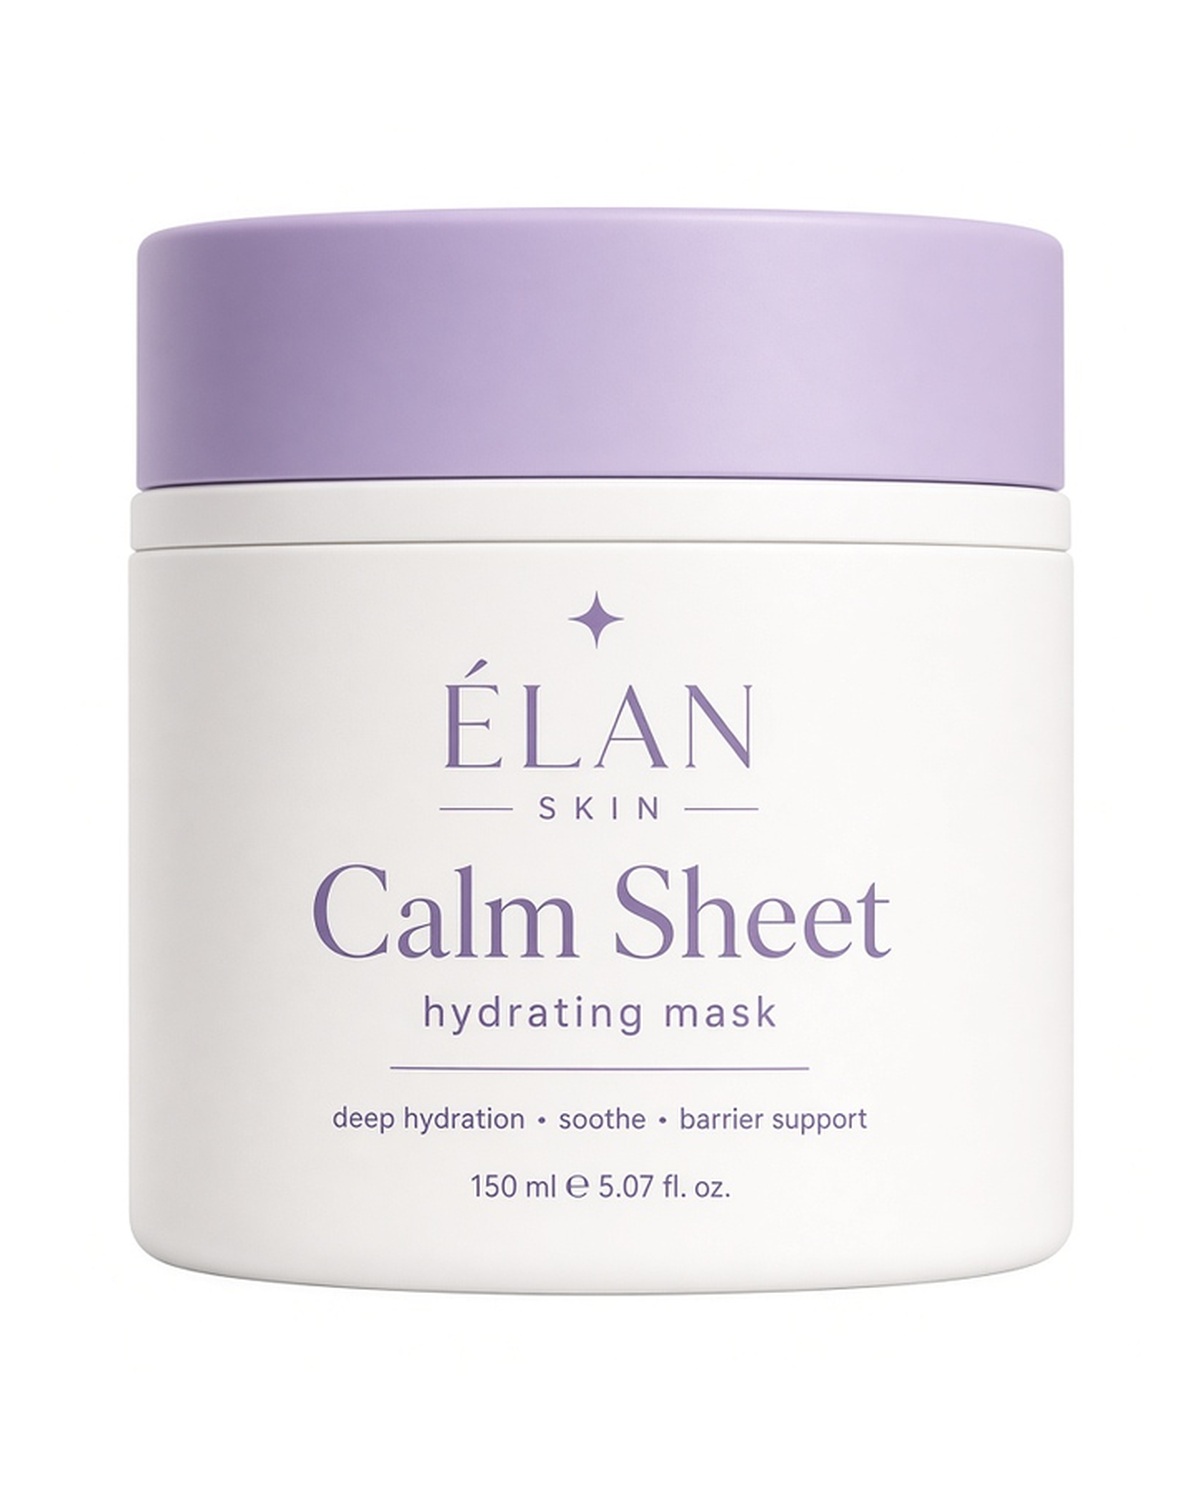 ÉLAN
SKIN
Calm Sheet
hydrating mask
deep hydration • soothe • barrier support
150 ml ℮ 5.07 fl. oz.